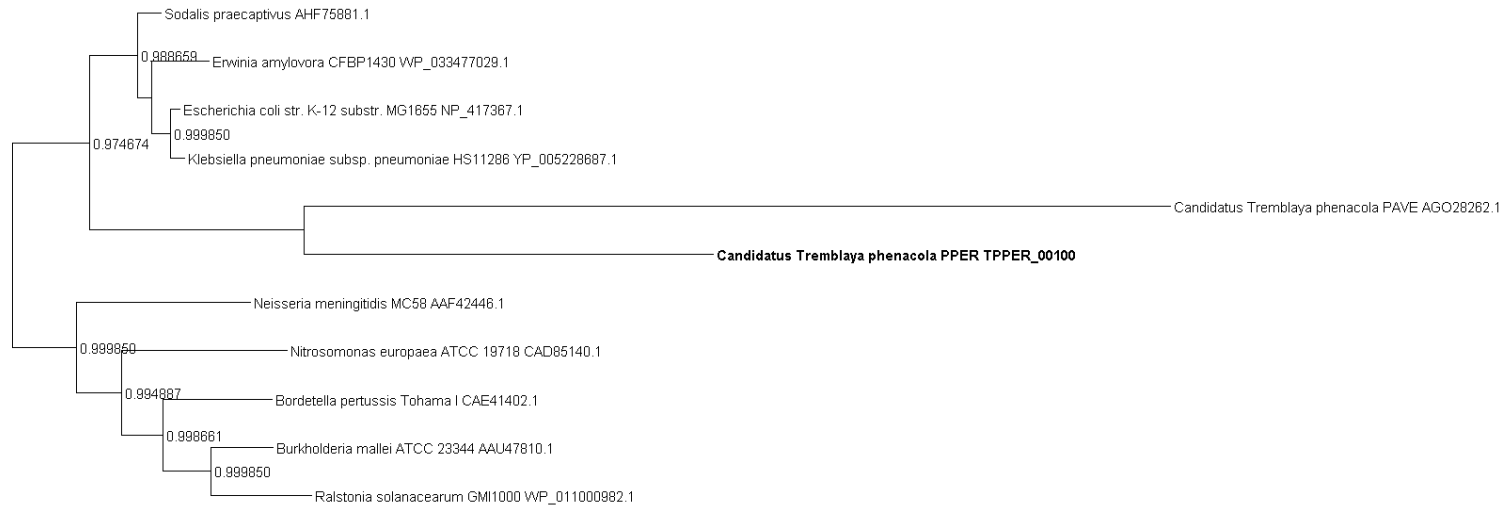 Sodalis praecaptivus AHF75881.1
0.988659
Erwinia amylovora CFBP1430 WP_033477029.1
Escherichia coli str. K-12 substr. MG1655 NP_417367.1
0.999850
0.974674
Klebsiella pneumoniae subsp. pneumoniae HS11286 YP_005228687.1
Candidatus Tremblaya phenacola PAVE AGO28262.1
Candidatus Tremblaya phenacola PPER TPPER_00100
Neisseria meningitidis MC58 AAF42446.1
0.999850
Nitrosomonas europaea ATCC 19718 CAD85140.1
0.994887
Bordetella pertussis Tohama I CAE41402.1
0.998661
Burkholderia mallei ATCC 23344 AAU47810.1
0.999850
Ralstonia solanacearum GMI1000 WP_011000982.1